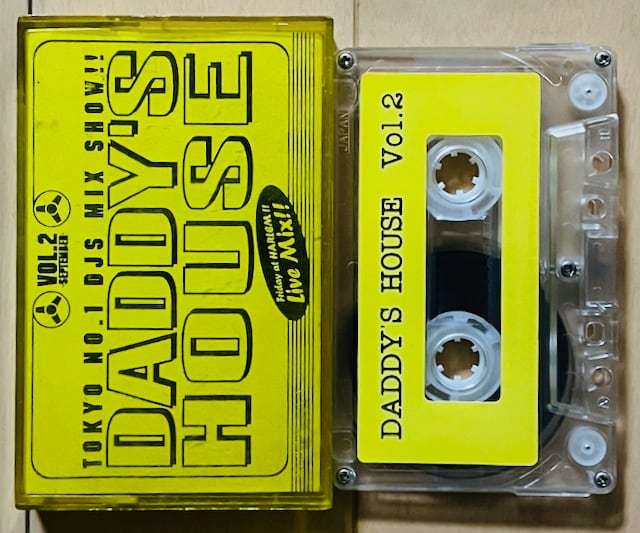 VOL.2
SEPTEMBER
TOKYO NO.1 DJS MIX SHOW!!
DADDY'S
HOUSE
Friday at HARLEM!!
Live Mix!!
DADDY'S HOUSE Vol.2
JAPAN